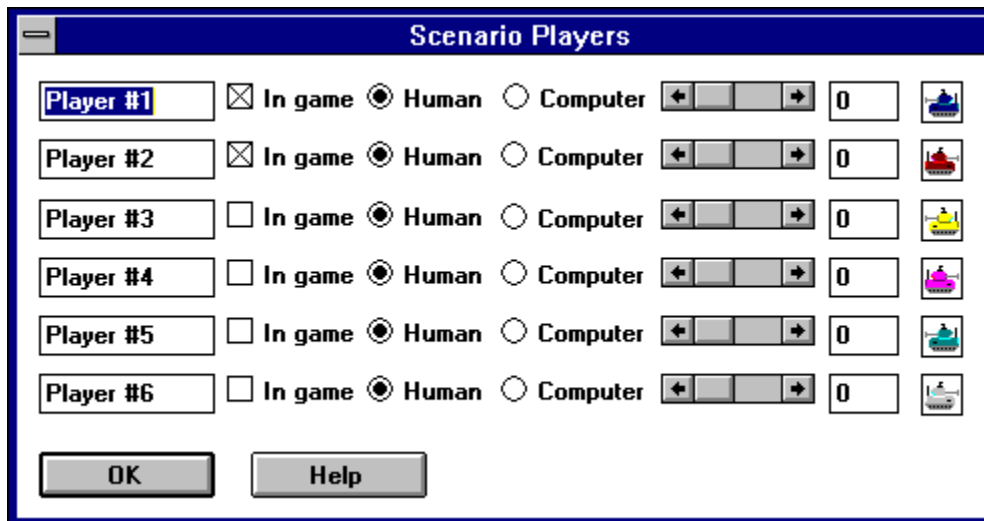 Scenario Players
Player #1 In game Human Computer 0
Player #2 In game Human Computer 0
Player #3 In game Human Computer 0
Player #4 In game Human Computer 0
Player #5 In game Human Computer 0
Player #6 In game Human Computer 0
OK Help